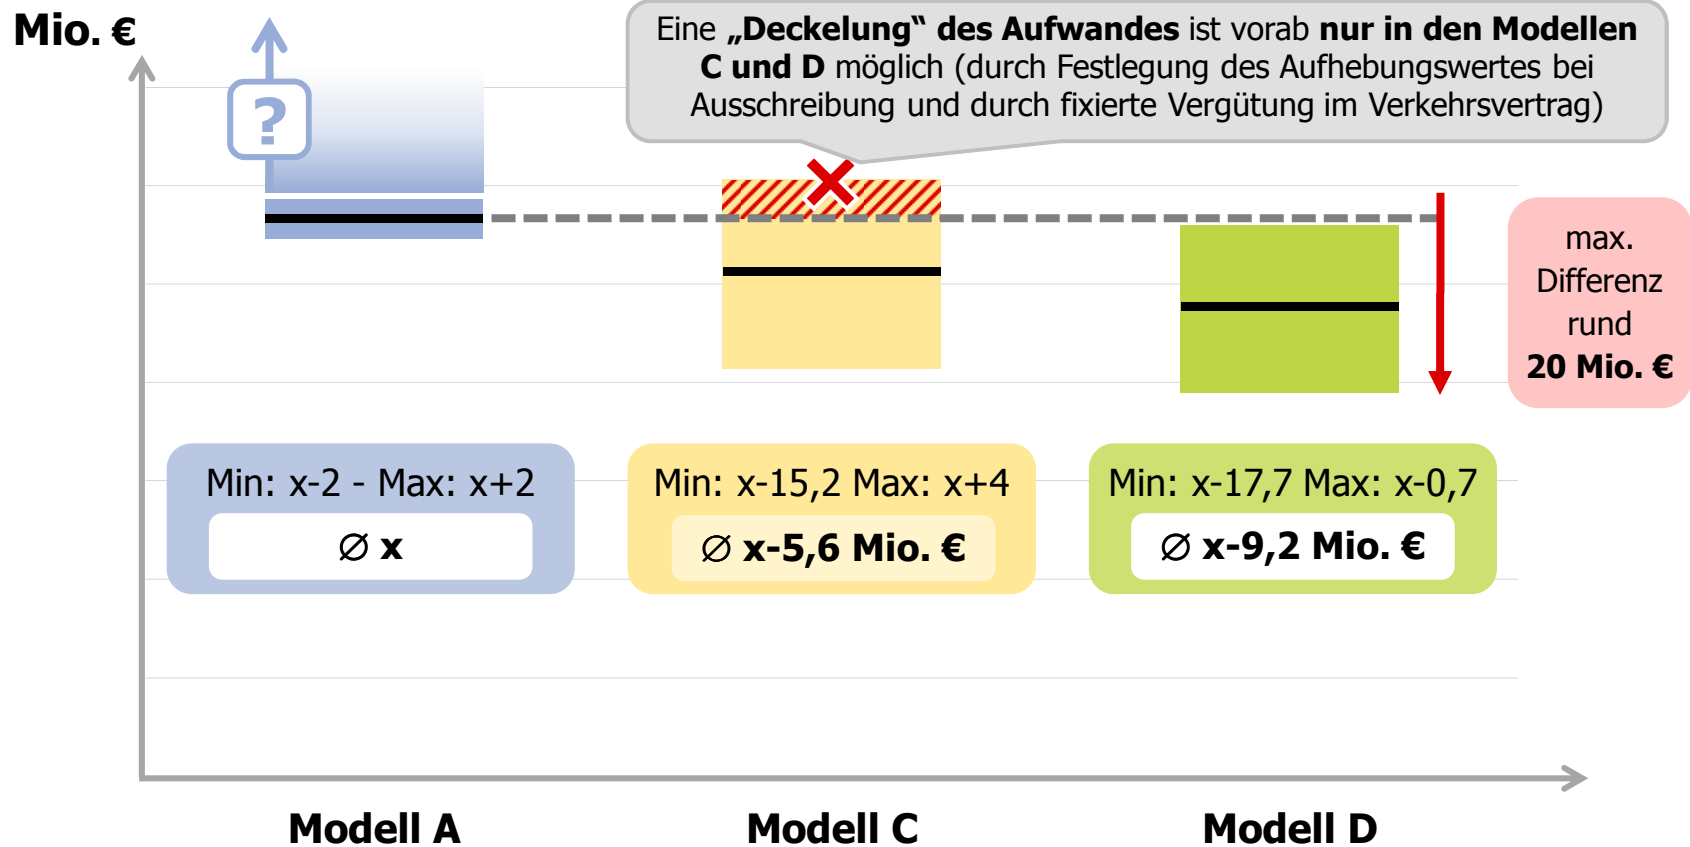 Mio. €
?
Eine „Deckelung“ des Aufwandes ist vorab nur in den Modellen
C und D möglich (durch Festlegung des Aufhebungswertes bei
Ausschreibung und durch fixierte Vergütung im Verkehrsvertrag)
max.
Differenz
rund
20 Mio. €
Min: x-2 - Max: x+2
∅ x
Min: x-15,2 Max: x+4
∅ x-5,6 Mio. €
Min: x-17,7 Max: x-0,7
∅ x-9,2 Mio. €
Modell A
Modell C
Modell D